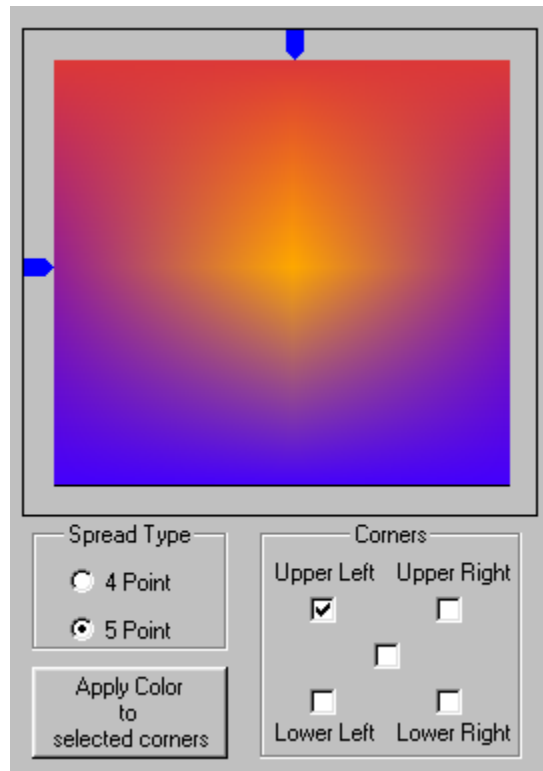 Spread Type
4 Point
5 Point
Apply Color
to
selected corners
Corners
Upper Left Upper Right
Lower Left Lower Right